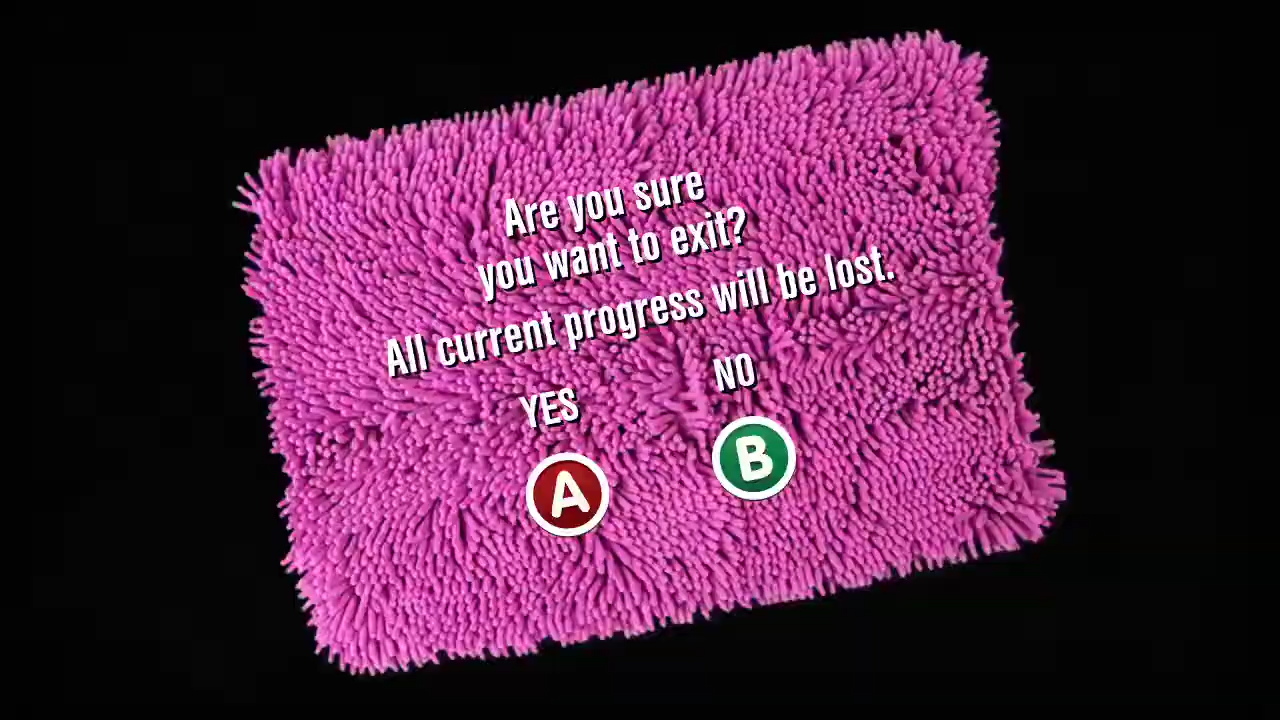 Are you sure
you want to exit?
All current progress will be lost.
YES
NO
A
B